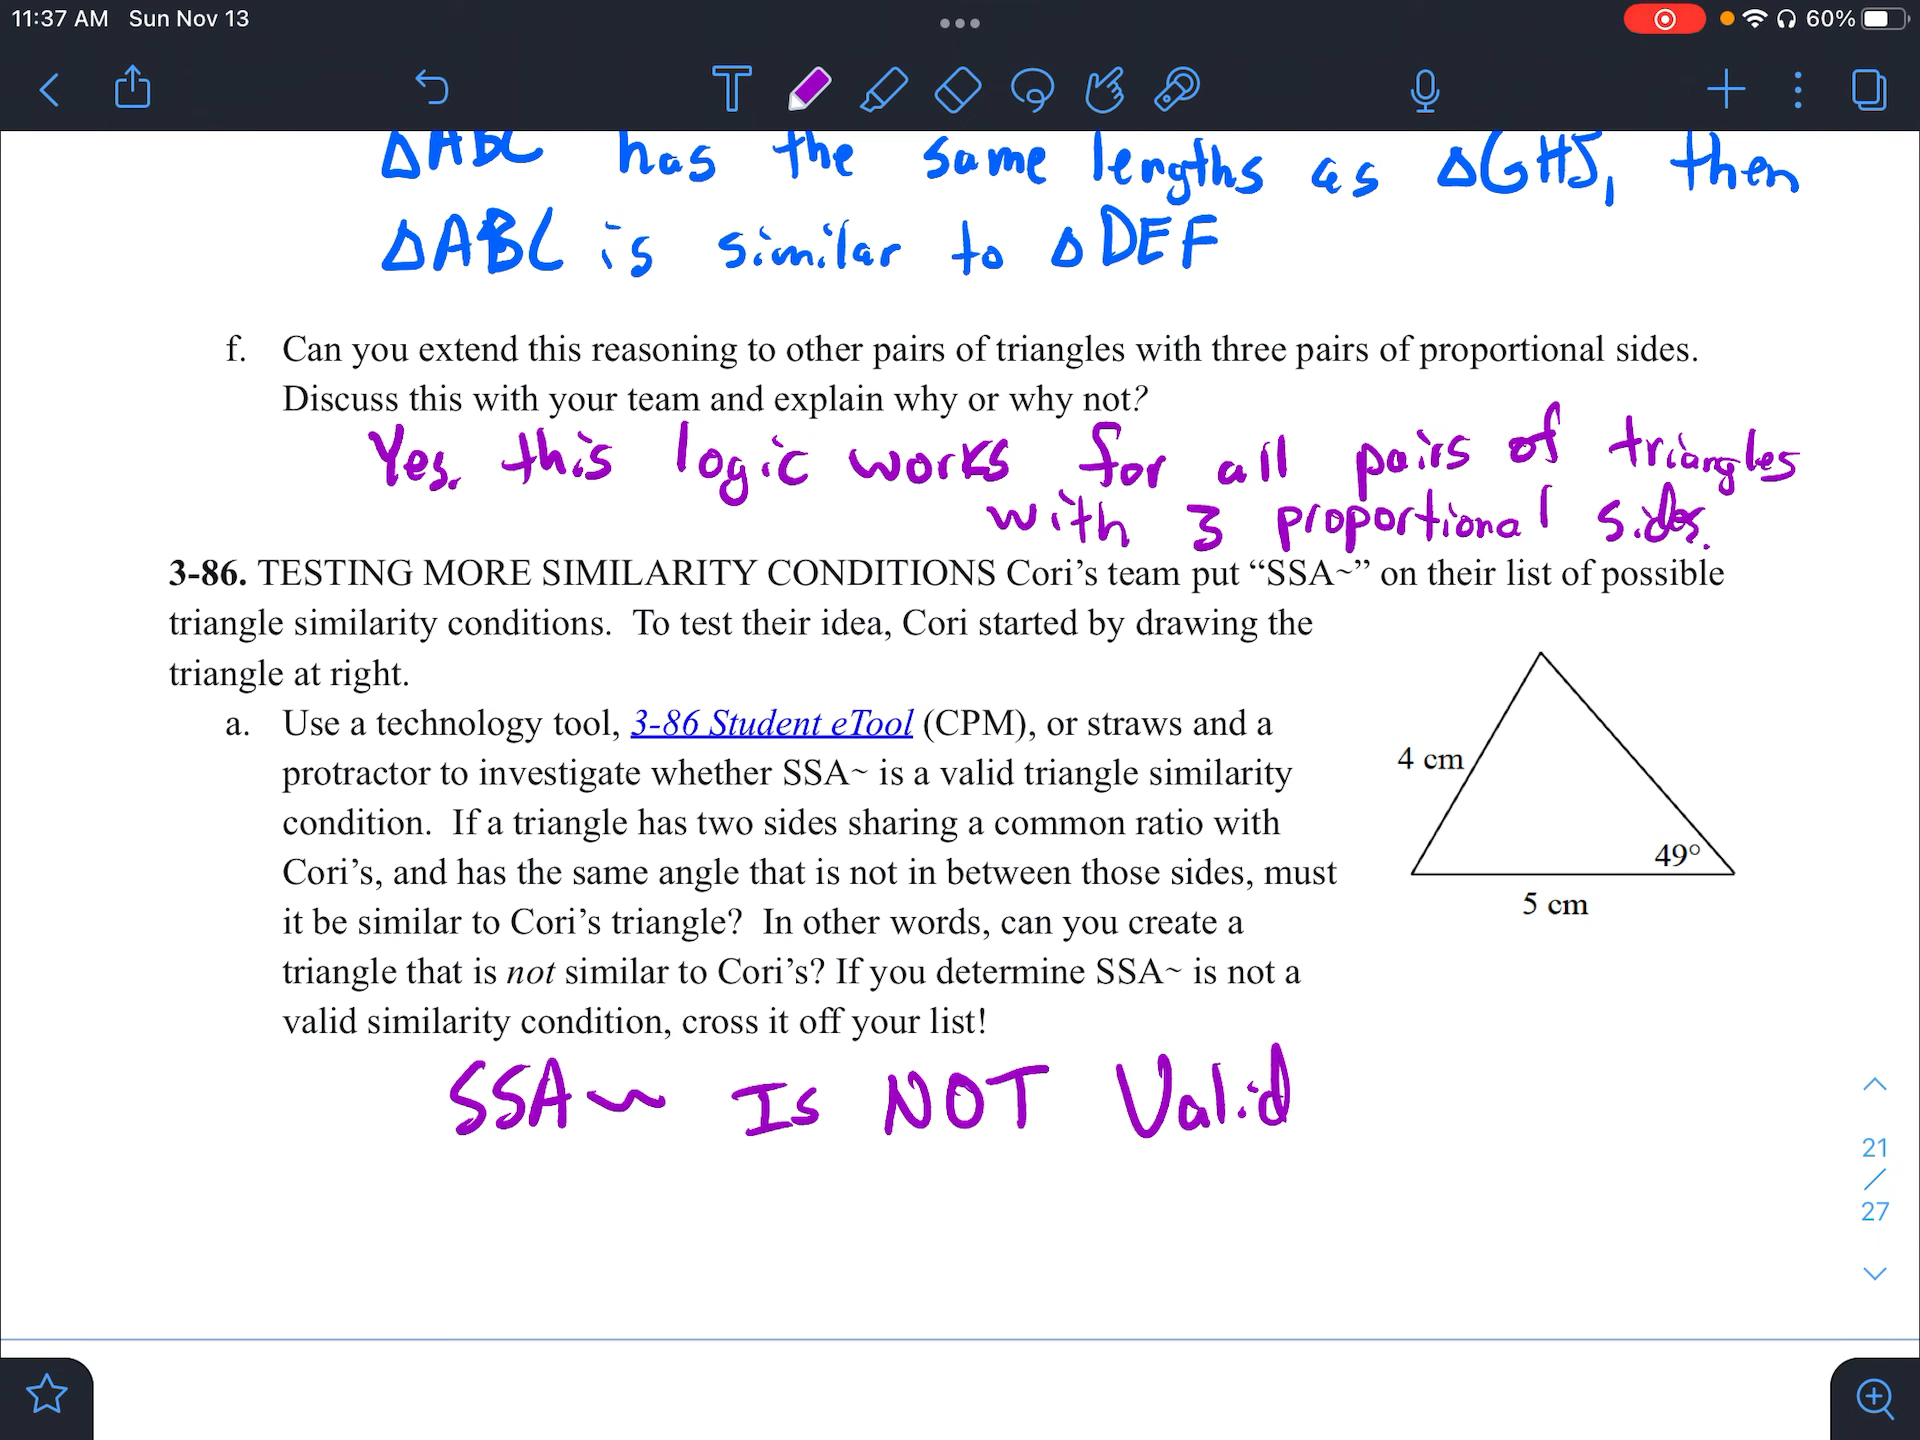 11:37 AM Sun Nov 13
60%
T
ΔABC has the same lengths as ΔGHJ, then
ΔABC is similar to ΔDEF
f. Can you extend this reasoning to other pairs of triangles with three pairs of proportional sides.
Discuss this with your team and explain why or why not?
Yes. this logic works for all pairs of triangles
with 3 proportional sides.
3-86. TESTING MORE SIMILARITY CONDITIONS Cori’s team put “SSA~” on their list of possible
triangle similarity conditions. To test their idea, Cori started by drawing the
triangle at right.
a. Use a technology tool, 3-86 Student eTool (CPM), or straws and a
protractor to investigate whether SSA~ is a valid triangle similarity
condition. If a triangle has two sides sharing a common ratio with
Cori’s, and has the same angle that is not in between those sides, must
it be similar to Cori’s triangle? In other words, can you create a
triangle that is not similar to Cori’s? If you determine SSA~ is not a
valid similarity condition, cross it off your list!
4 cm
49°
5 cm
SSA~ Is NOT Valid
21
/
27